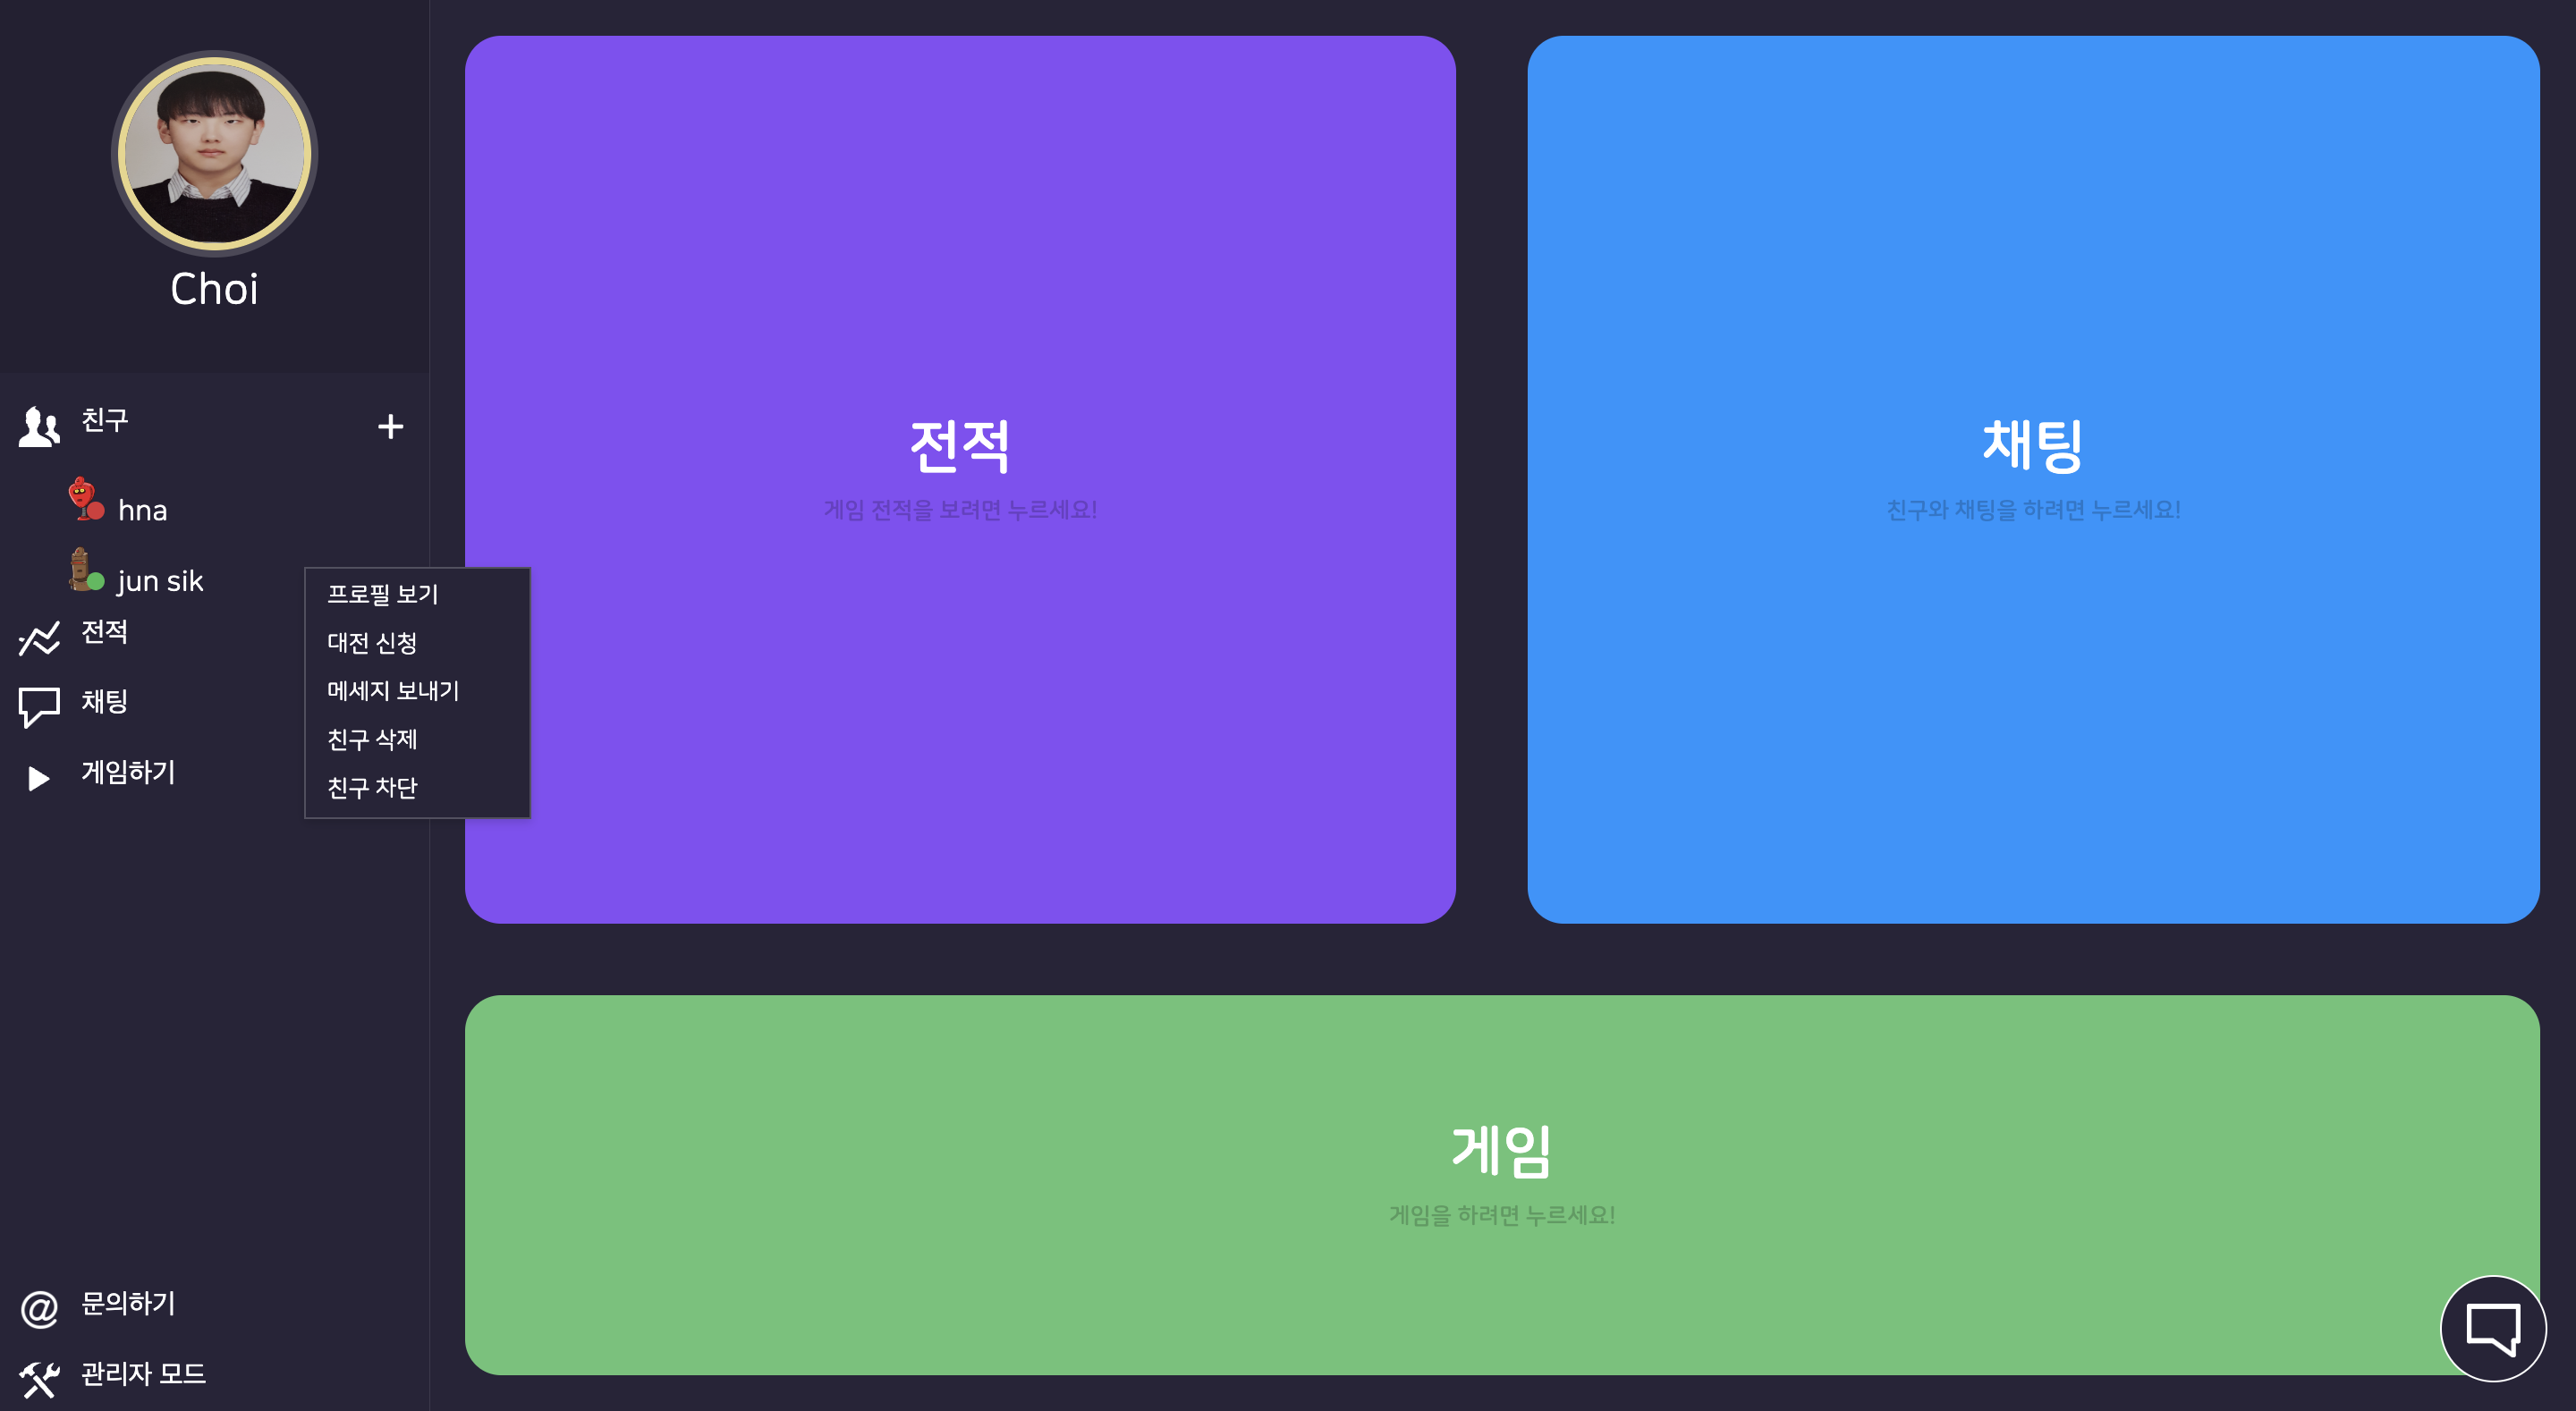 Choi
친구
hna
jun sik
전적
채팅
게임하기
프로필 보기
대전 신청
메세지 보내기
친구 삭제
친구 차단
문의하기
관리자 모드
전적
게임 전적을 보려면 누르세요!
채팅
친구와 채팅을 하려면 누르세요!
게임
게임을 하려면 누르세요!